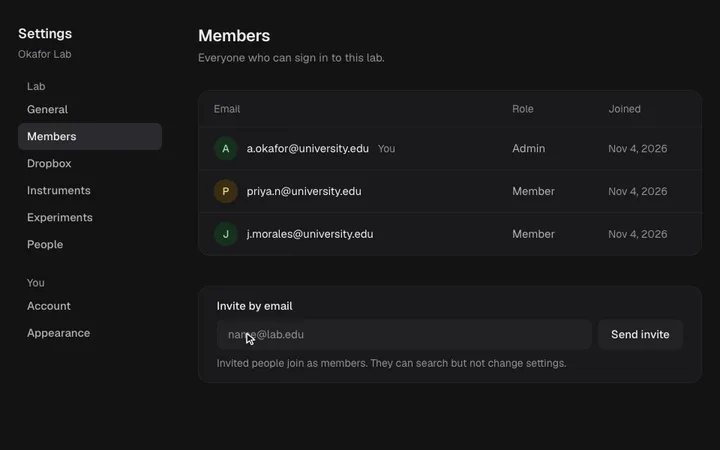 Settings
Okafor Lab
Lab
General
Members
Dropbox
Instruments
Experiments
People
You
Account
Appearance
Members
Everyone who can sign in to this lab.
Email Role Joined
A a.okafor@university.edu You Admin Nov 4, 2026
P priya.n@university.edu Member Nov 4, 2026
J j.morales@university.edu Member Nov 4, 2026
Invite by email
name@lab.edu Send invite
Invited people join as members. They can search but not change settings.